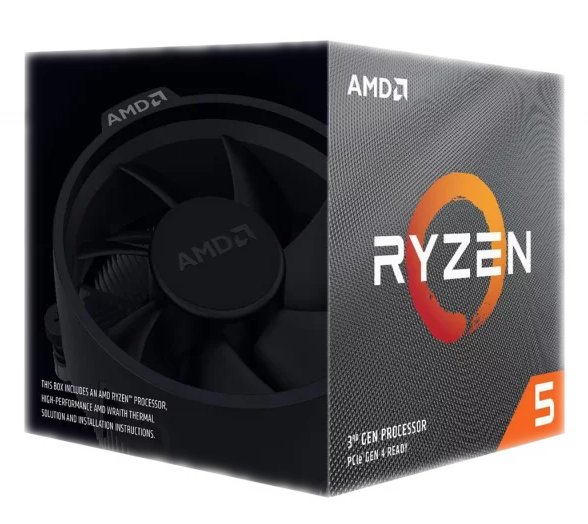 AMD
AMD
THIS BOX INCLUDES AN AMD RYZEN™ PROCESSOR,
HIGH-PERFORMANCE AMD WRAITH THERMAL
SOLUTION AND INSTALLATION INSTRUCTIONS.
AMD
RYZEN
3RD GEN PROCESSOR
PCIe GEN 4 READY
5